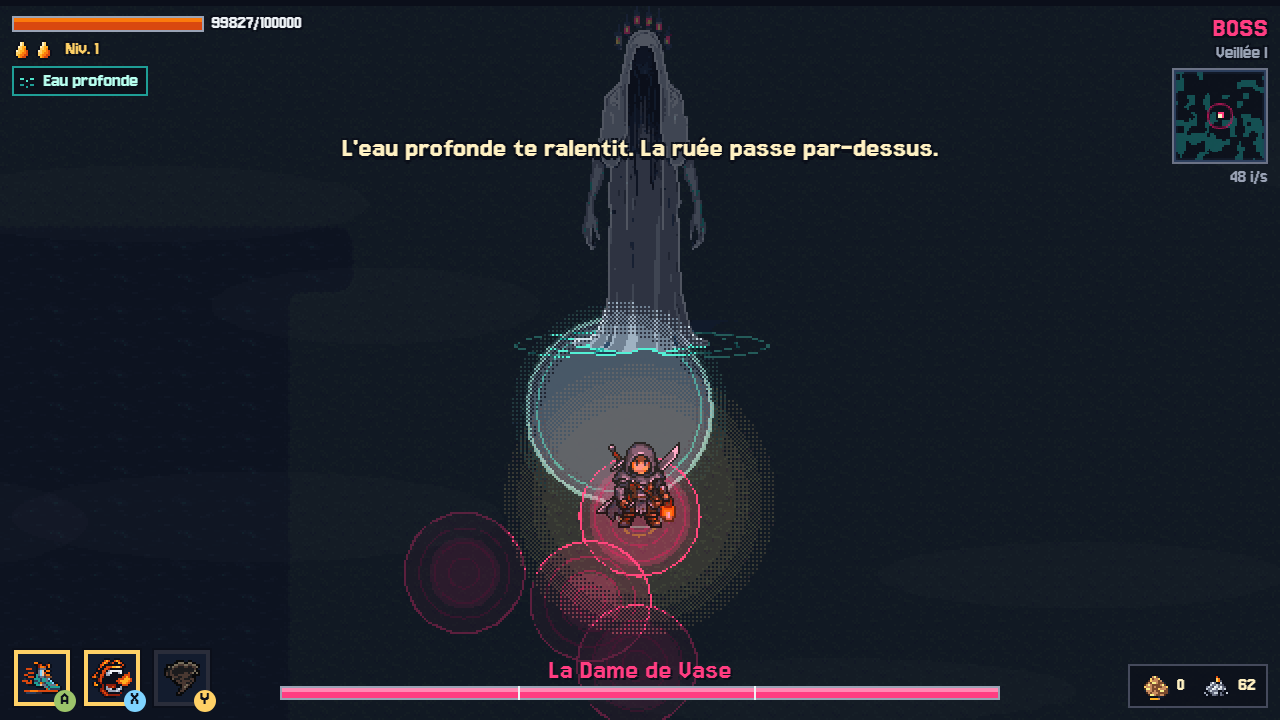 99827/100000
BOSS
Niv. 1
Veillée I
Eau profonde
L'eau profonde te ralentit. La ruée passe par-dessus.
48 i/s
La Dame de Vase
A
X
Y
0
62